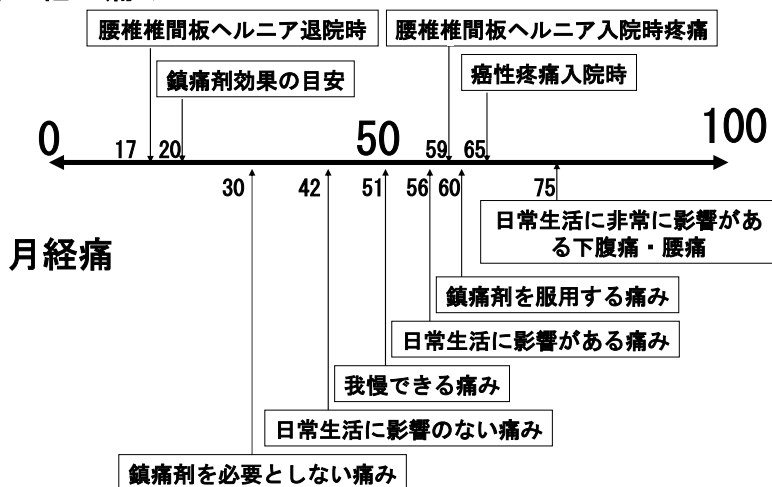 腰椎椎間板ヘルニア退院時
腰椎椎間板ヘルニア入院時疼痛
鎮痛剤効果の目安
癌性疼痛入院時
0
50
100
17
20
59
65
30
42
51
56
60
75
日常生活に非常に影響があ
る下腹痛・腰痛
月経痛
鎮痛剤を服用する痛み
日常生活に影響がある痛み
我慢できる痛み
日常生活に影響のない痛み
鎮痛剤を必要としない痛み